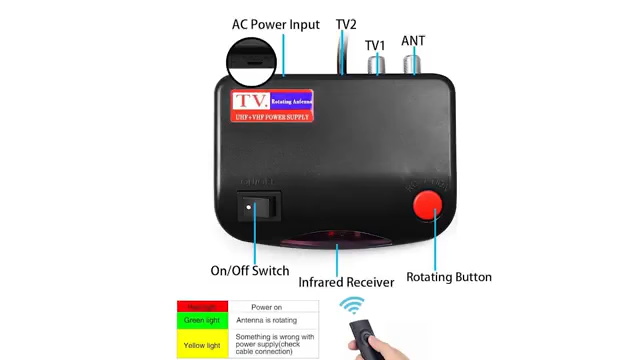 AC Power Input TV2
TV1 ANT
TV. Rotating Antenna
UHF+VHF POWER SUPPLY
On/Off Switch
Infrared Receiver
Rotating Button
Red light Power on
Green light Antenna is rotating
Yellow light Something is wrong with
power supply(check
cable connection)